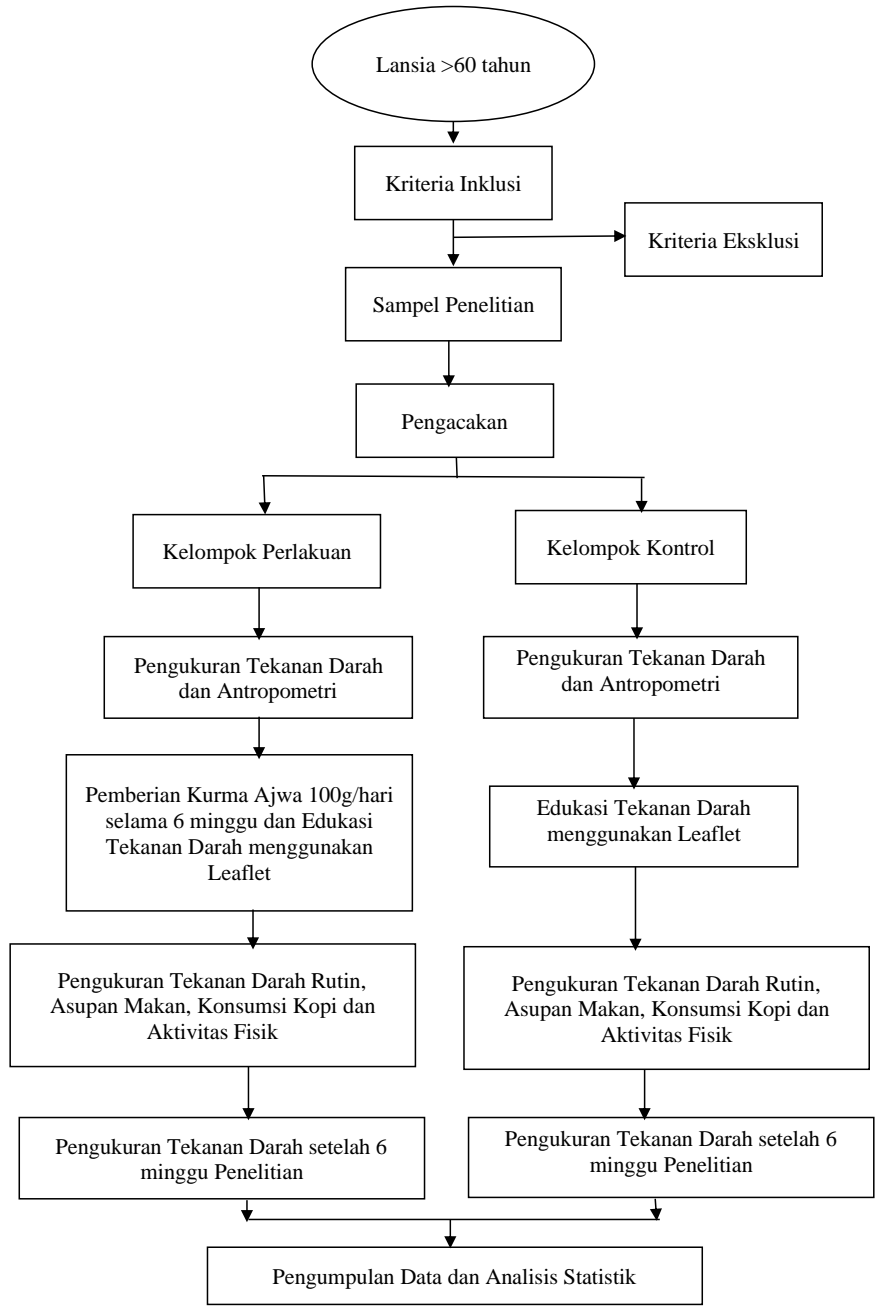 Lansia >60 tahun
Kriteria Inklusi
Kriteria Eksklusi
Sampel Penelitian
Pengacakan
Kelompok Perlakuan
Kelompok Kontrol
Pengukuran Tekanan Darah
dan Antropometri
Pengukuran Tekanan Darah
dan Antropometri
Pemberian Kurma Ajwa 100g/hari
selama 6 minggu dan Edukasi
Tekanan Darah menggunakan
Leaflet
Edukasi Tekanan Darah
menggunakan Leaflet
Pengukuran Tekanan Darah Rutin,
Asupan Makan, Konsumsi Kopi dan
Aktivitas Fisik
Pengukuran Tekanan Darah Rutin,
Asupan Makan, Konsumsi Kopi dan
Aktivitas Fisik
Pengukuran Tekanan Darah setelah 6
minggu Penelitian
Pengukuran Tekanan Darah setelah 6
minggu Penelitian
Pengumpulan Data dan Analisis Statistik